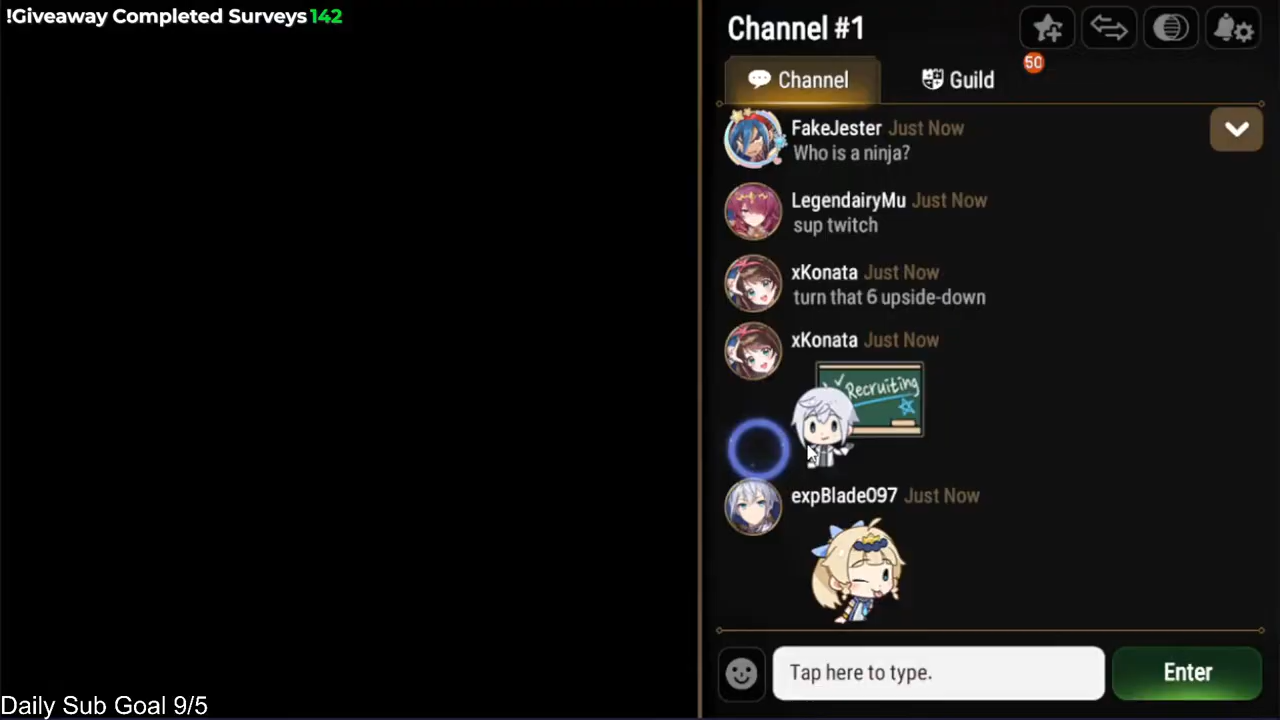 !Giveaway Completed Surveys 142
Channel #1
50
Channel
Guild
FakeJester Just Now
Who is a ninja?
LegendairyMu Just Now
sup twitch
xKonata Just Now
turn that 6 upside-down
xKonata Just Now
Recruiting
expBlade097 Just Now
Tap here to type.
Enter
Daily Sub Goal 9/5